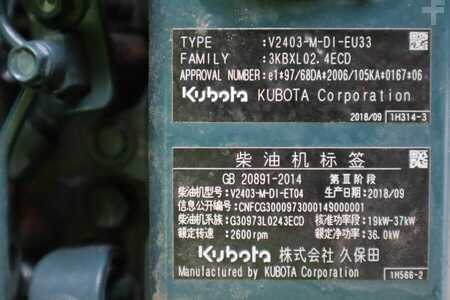 TYPE :V2403-M-DI-EU33
FAMILY :3KBXL02.4ECD
APPROVAL NUMBER:e1*97/68DA*2006/105KA*0167*06
Kubota KUBOTA Corporation
2018/09 1H314-3
柴油机标签
GB 20891-2014 第Ⅲ阶段
柴油机型号:V2403-M-DI-ET04 生产日期:2018/09
信息公开编号:CNFCG3000973000149000001
柴油机系族:G30973L0243ECD 核准功率段:19kW-37kW
额定转速:2600rpm 额定净功率:36.0kW
Kubota 株式会社 久保田
Manufactured by KUBOTA Corporation 1H566-2